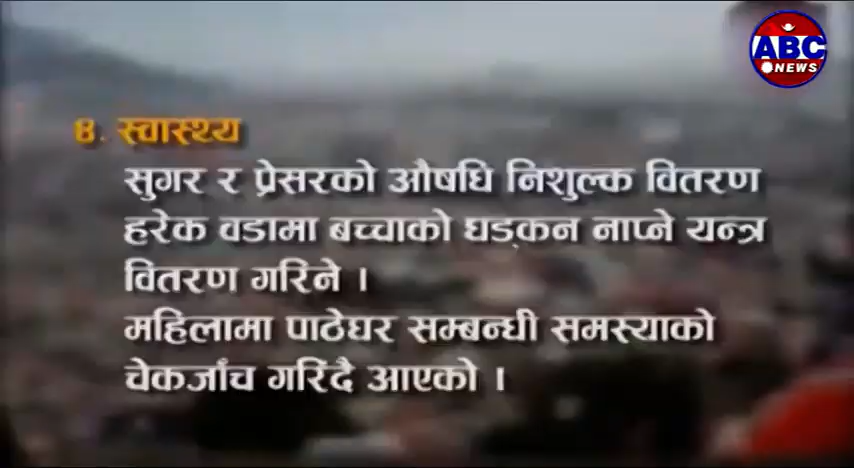 ABC
NEWS
४. स्वास्थ्य
सुगर र प्रेसरको औषधि निशुल्क वितरण
हरेक वडामा बच्चाको घड्कन नाप्ने यन्त्र
वितरण गरिने ।
महिलामा पाठेघर सम्बन्धी समस्याको
चेकजाँच गरिंदै आएको ।